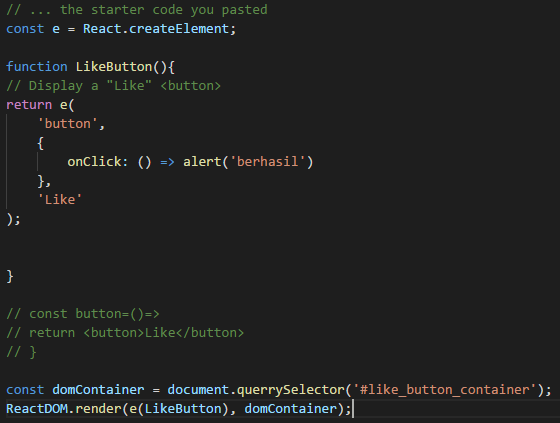 // ... the starter code you pasted
const e = React.createElement;
function LikeButton(){
// Display a "Like" <button>
return e(
'button',
{
onClick: () => alert('berhasil')
},
'Like'
);
}
// const button=()=>
// return <button>Like</button>
// }
const domContainer = document.querrySelector('#like_button_container');
ReactDOM.render(e(LikeButton), domContainer);